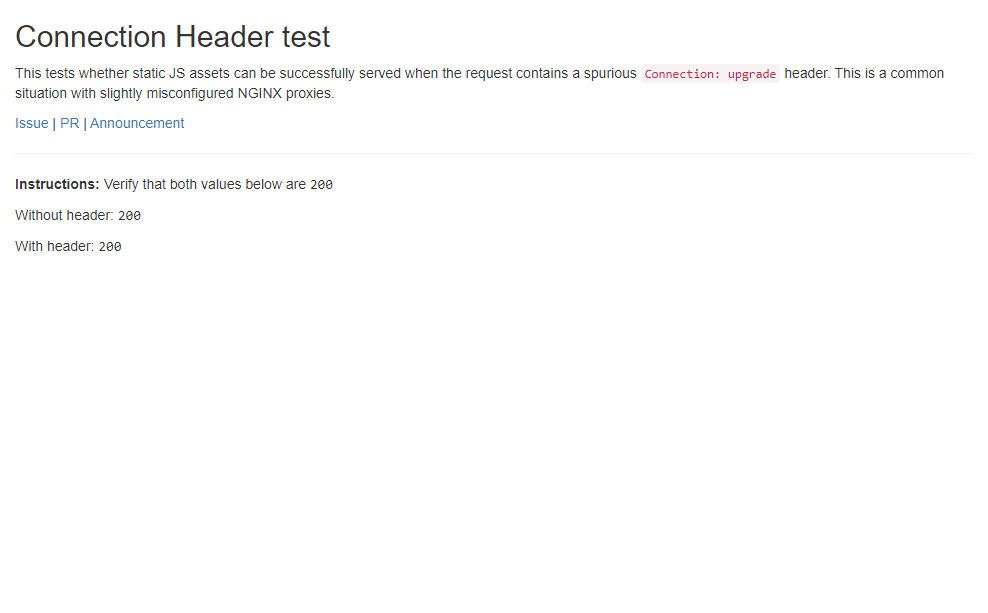 Connection Header test
This tests whether static JS assets can be successfully served when the request contains a spurious Connection: upgrade header. This is a common
situation with slightly misconfigured NGINX proxies.
Issue | PR | Announcement
Instructions: Verify that both values below are 200
Without header: 200
With header: 200